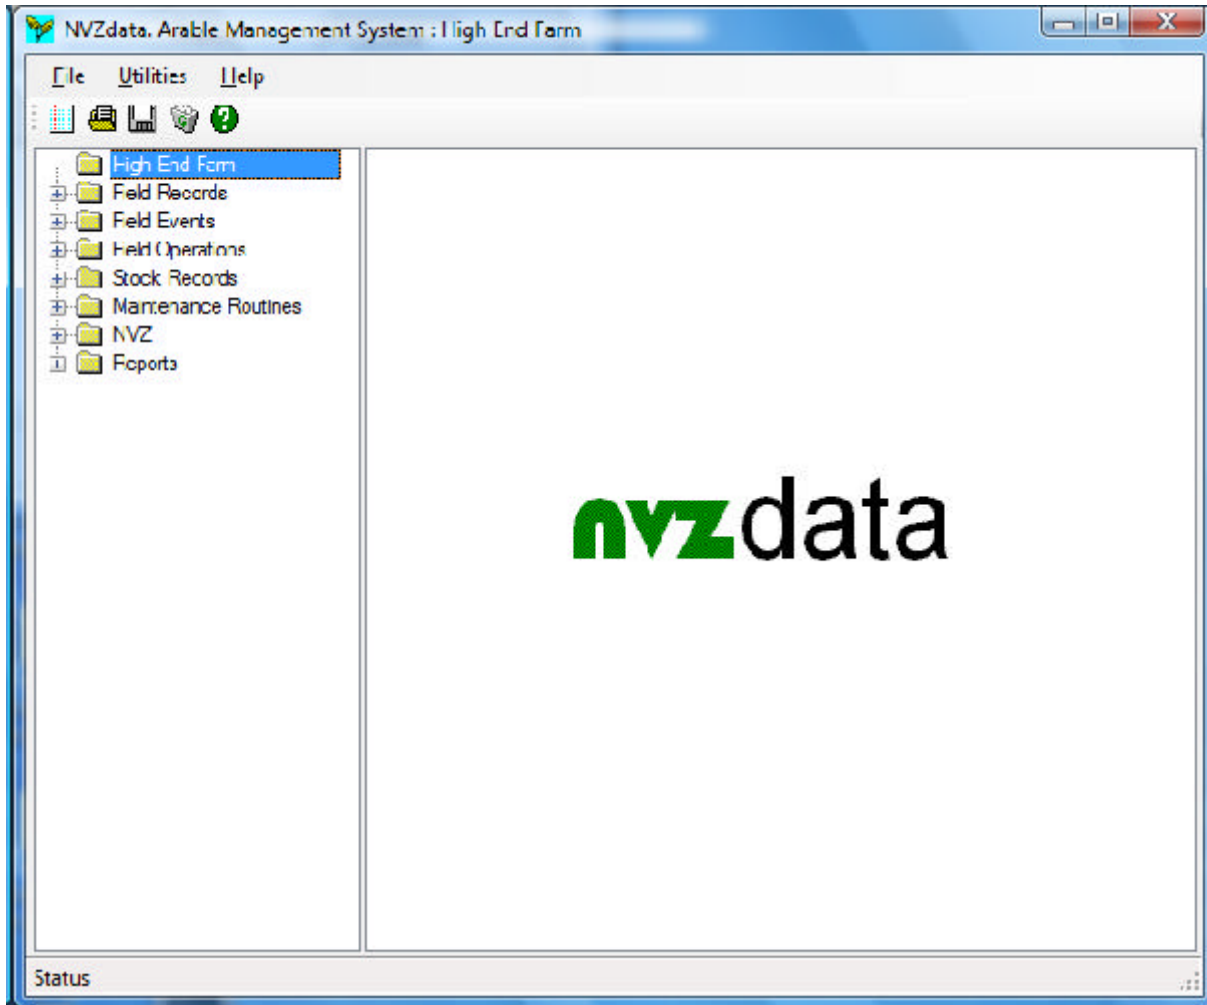 NVZdata. Arable Management System : High End Farm
File Utilities Help
High End Farm
Field Records
Field Events
Field Operations
Stock Records
Maintenance Routines
NVZ
Reports
nvzdata
Status